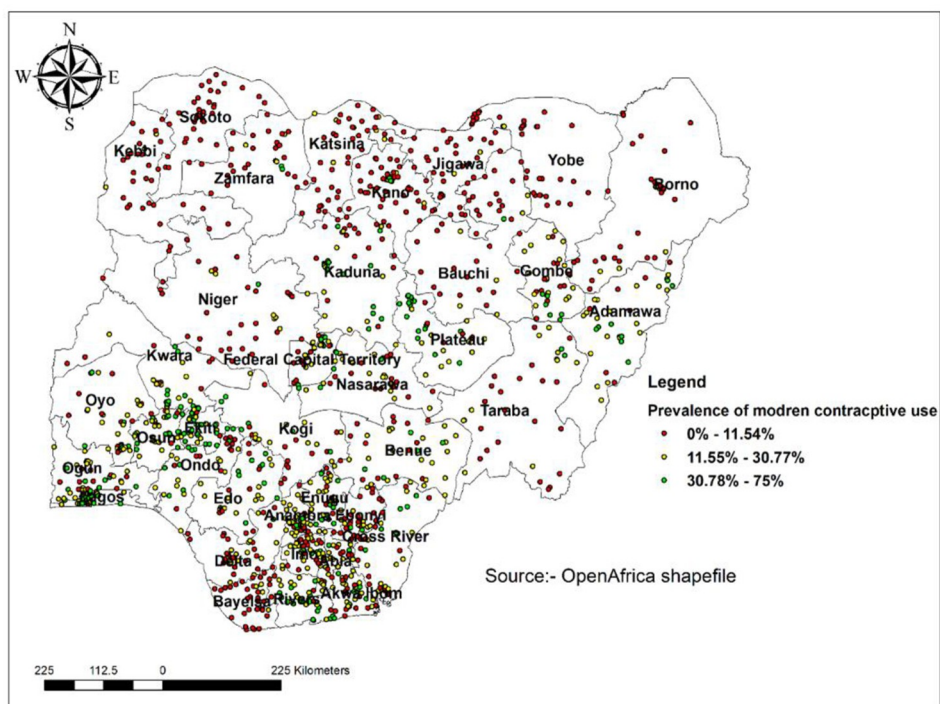 N
W E
S
Sokoto
Kebbi
Katsina
Zamfara
Kano
Jigawa
Yobe
Borno
Kaduna
Bauchi
Gombe
Niger
Adamawa
Plateau
Kwara
Federal Capital Territory
Nasarawa
Oyo
Taraba
Osun
Ekiti
Kogi
Benue
Ogun
Ondo
Lagos
Edo
Enugu
Anambra
Ebonyi
Cross River
Imo
Abia
Delta
Bayelsa
Rivers
Akwa Ibom
Legend
Prevalence of modren contracptive use
0% - 11.54%
11.55% - 30.77%
30.78% - 75%
Source:- OpenAfrica shapefile
225 112.5 0 225 Kilometers